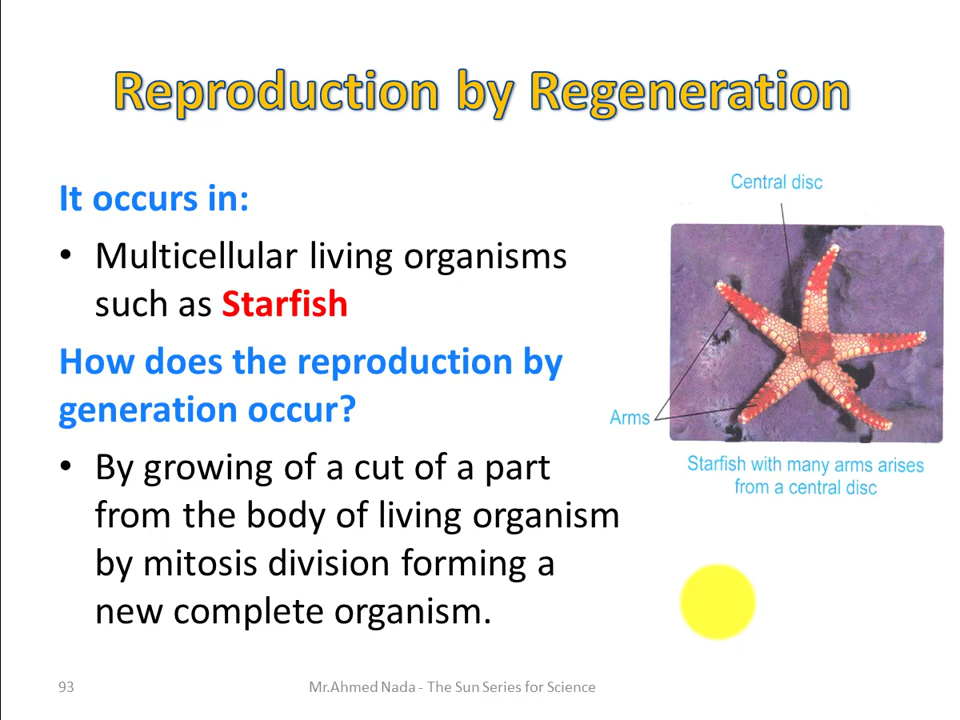 Reproduction by Regeneration
It occurs in:
• Multicellular living organisms
such as Starfish
How does the reproduction by
generation occur?
• By growing of a cut of a part
from the body of living organism
by mitosis division forming a
new complete organism.
Central disc
Arms
Starfish with many arms arises
from a central disc
93
Mr.Ahmed Nada - The Sun Series for Science